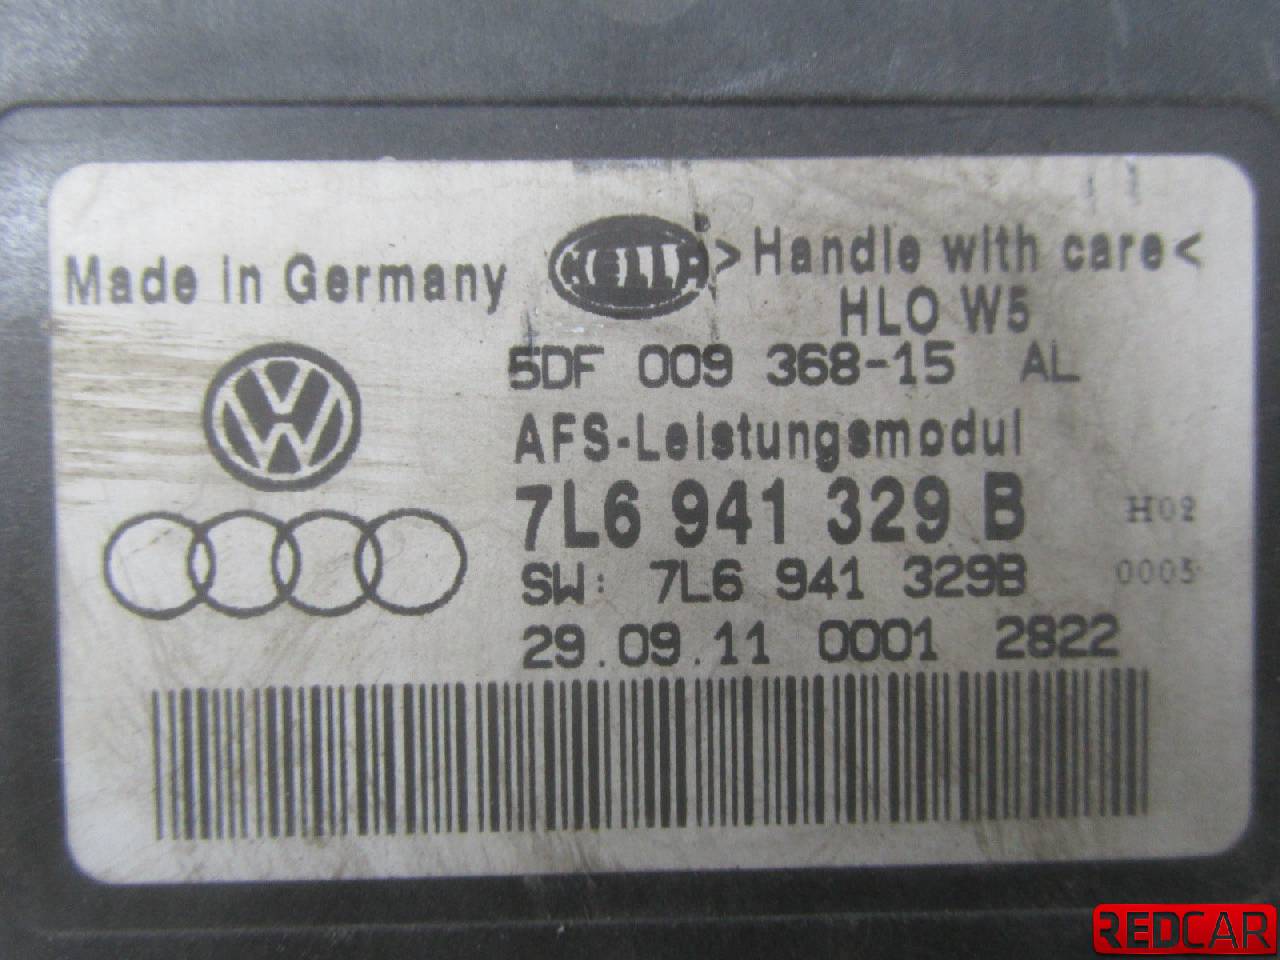 Made in Germany HELLA >Handle with care<
HLO W5
5DF 009 368-15 AL
AFS-Leistungsmodul
7L6 941 329 B H02
SW: 7L6 941 329B 0005
29.09.11 0001 2822
REDCAR